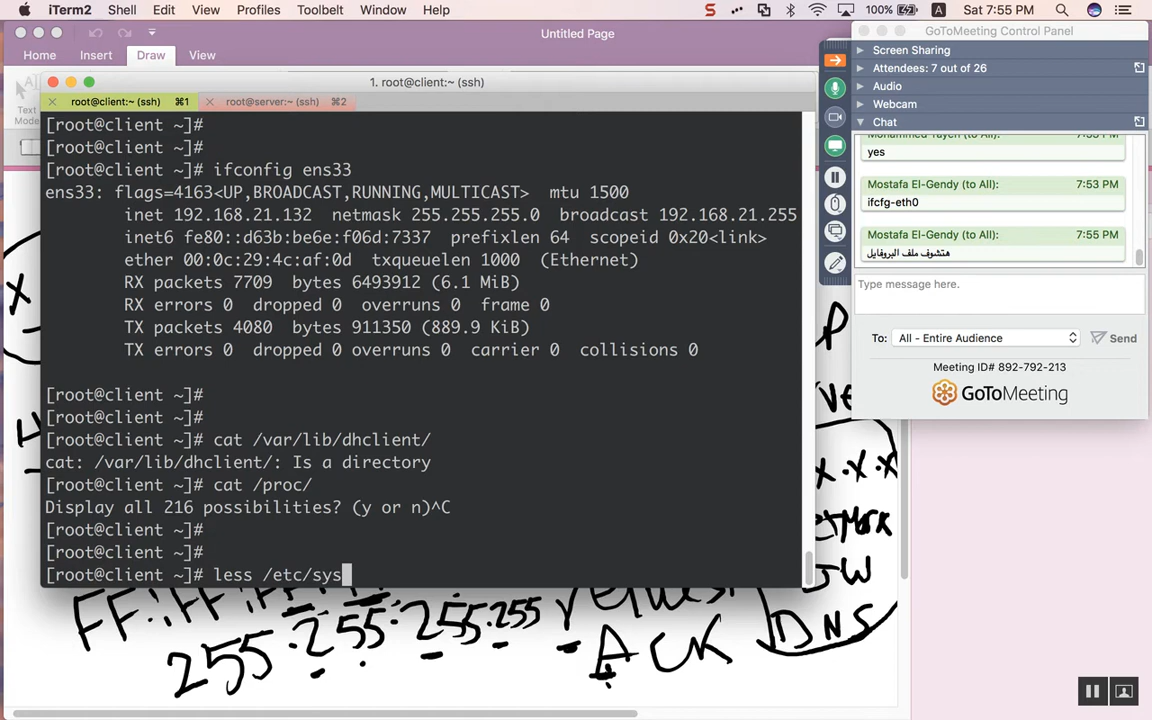 iTerm2 Shell Edit View Profiles Toolbelt Window Help
100% A Sat 7:55 PM
Untitled Page
Home Insert Draw View
Text
1. root@client:~ (ssh)
root@client:~ (ssh) ⌘1 root@server:~ (ssh) ⌘2
[root@client ~]#
[root@client ~]#
[root@client ~]# ifconfig ens33
ens33: flags=4163<UP,BROADCAST,RUNNING,MULTICAST> mtu 1500
inet 192.168.21.132 netmask 255.255.255.0 broadcast 192.168.21.255
inet6 fe80::d63b:be6e:f06d:7337 prefixlen 64 scopeid 0x20<link>
ether 00:0c:29:4c:af:0d txqueuelen 1000 (Ethernet)
RX packets 7709 bytes 6493912 (6.1 MiB)
RX errors 0 dropped 0 overruns 0 frame 0
TX packets 4080 bytes 911350 (889.9 KiB)
TX errors 0 dropped 0 overruns 0 carrier 0 collisions 0
[root@client ~]#
[root@client ~]#
[root@client ~]# cat /var/lib/dhclient/
cat: /var/lib/dhclient/: Is a directory
[root@client ~]# cat /proc/
Display all 216 possibilities? (y or n)^C
[root@client ~]#
[root@client ~]#
[root@client ~]# less /etc/sys
GoToMeeting Control Panel
Screen Sharing
Attendees: 7 out of 26
Audio
Webcam
Chat
yes
Mostafa El-Gendy (to All): 7:53 PM
ifcfg-eth0
Mostafa El-Gendy (to All): 7:55 PM
هتشوف ملف البروفايل
Type message here.
To: All - Entire Audience Send
Meeting ID# 892-792-213
GoToMeeting
X.X.X
DNS
255.255.255.255
ACK